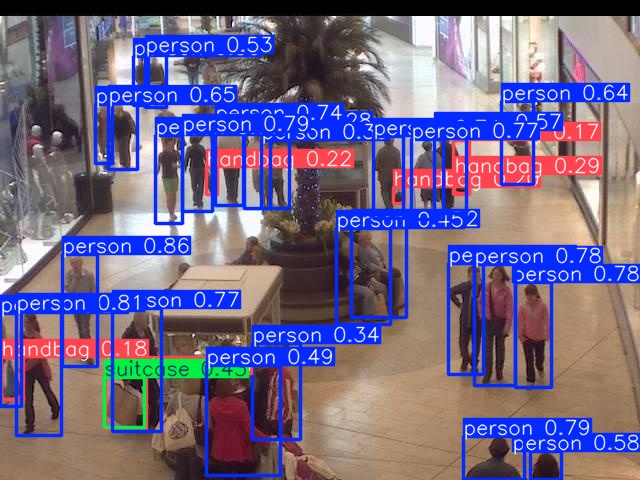 person 0.53
person 0.65
person 0.64
0.74
28
0.57
pe
person 0.79
0.3
person 0.77
0.17
handbag 0.22
handbag 0.29
person 0.452
person 0.86
person 0.78
person 0.78
person 0.81
son 0.77
person 0.34
handbag 0.18
person 0.49
suitcase 0.45
person 0.79
person 0.58